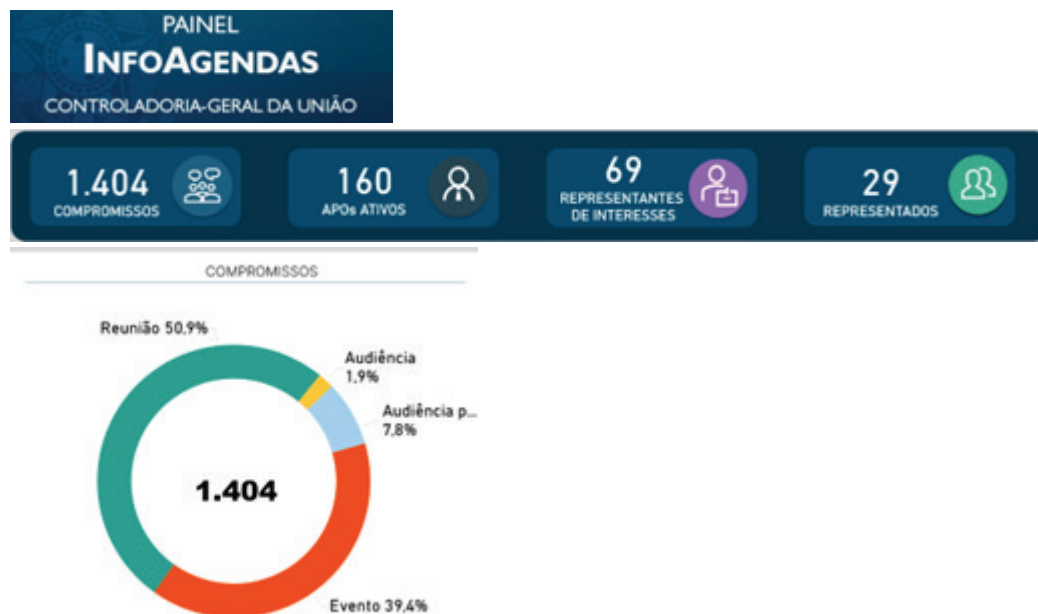 PAINEL
INFOAGENDAS
CONTROLADORIA-GERAL DA UNIÃO
1.404
COMPROMISSOS
160
APOs ATIVOS
69
REPRESENTANTES
DE INTERESSES
29
REPRESENTADOS
COMPROMISSOS
Reunião 50,9%
Audiência
1,9%
Audiência p...
7,8%
1.404
Evento 39,4%